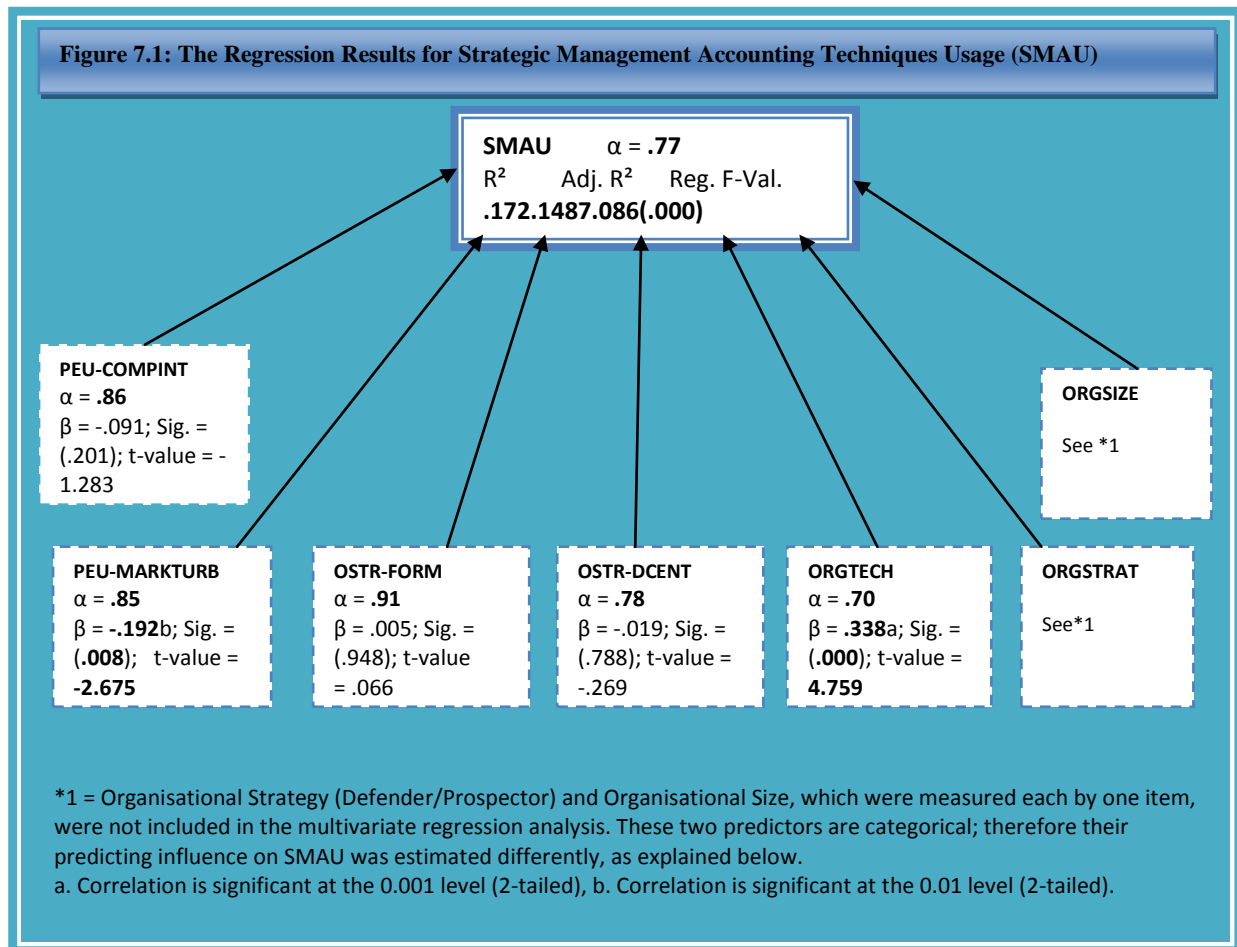 Figure 7.1: The Regression Results for Strategic Management Accounting Techniques Usage (SMAU)
SMAU α = .77
R² Adj. R² Reg. F-Val.
.172.1487.086(.000)
PEU-COMPINT
α = .86
β = -.091; Sig. =
(.201); t-value = -
1.283
ORGSIZE
See *1
PEU-MARKTURB
α = .85
β = -.192b; Sig. =
(.008); t-value =
-2.675
OSTR-FORM
α = .91
β = .005; Sig. =
(.948); t-value
= .066
OSTR-DCENT
α = .78
β = -.019; Sig. =
(.788); t-value =
-.269
ORGTECH
α = .70
β = .338a; Sig. =
(.000); t-value =
4.759
ORGSTRAT
See*1
*1 = Organisational Strategy (Defender/Prospector) and Organisational Size, which were measured each by one item,
were not included in the multivariate regression analysis. These two predictors are categorical; therefore their
predicting influence on SMAU was estimated differently, as explained below.
a. Correlation is significant at the 0.001 level (2-tailed), b. Correlation is significant at the 0.01 level (2-tailed).